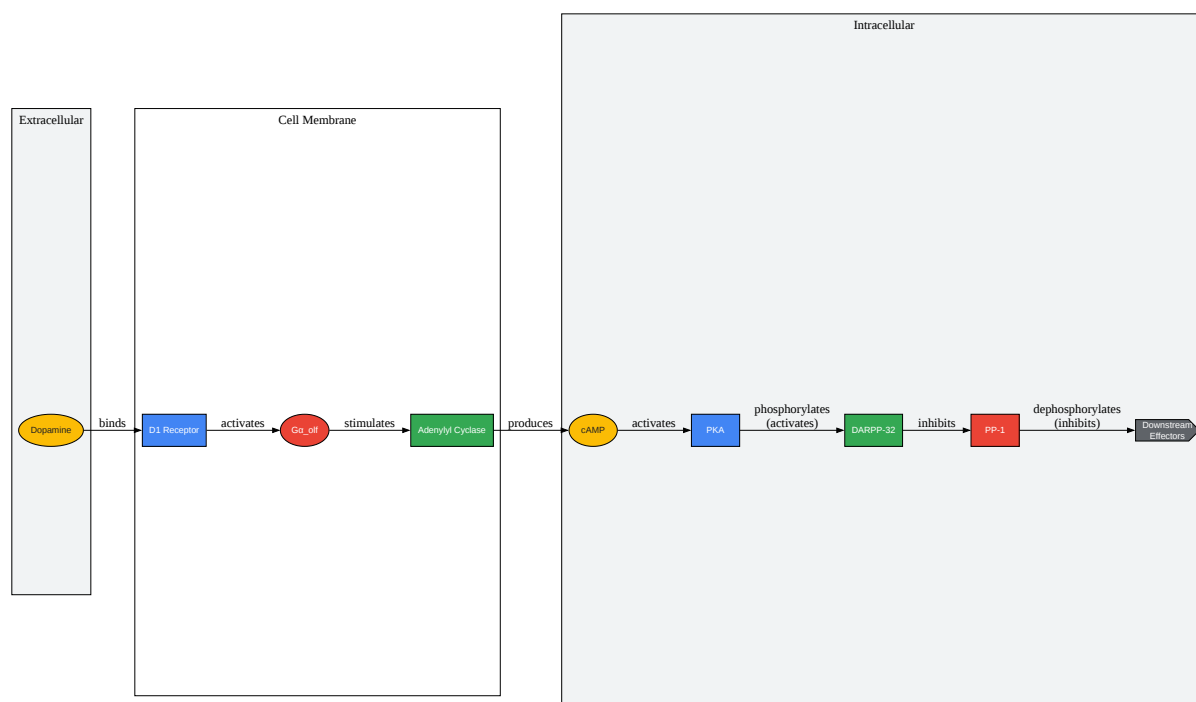 Intracellular
Extracellular
Cell Membrane
Dopamine
binds
D1 Receptor
activates
Gα_olf
stimulates
Adenylyl Cyclase
produces
cAMP
activates
PKA
phosphorylates
(activates)
DARPP-32
inhibits
PP-1
dephosphorylates
(inhibits)
Downstream
Effectors